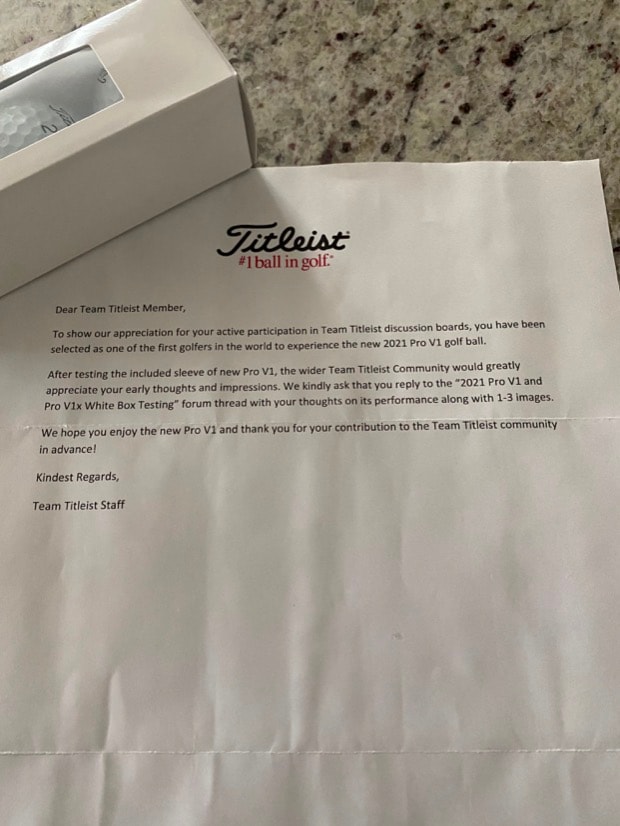 Titleist
2
Titleist
#1 ball in golf.®
Dear Team Titleist Member,
To show our appreciation for your active participation in Team Titleist discussion boards, you have been
selected as one of the first golfers in the world to experience the new 2021 Pro V1 golf ball.
After testing the included sleeve of new Pro V1, the wider Team Titleist Community would greatly
appreciate your early thoughts and impressions. We kindly ask that you reply to the “2021 Pro V1 and
Pro V1x White Box Testing” forum thread with your thoughts on its performance along with 1-3 images.
We hope you enjoy the new Pro V1 and thank you for your contribution to the Team Titleist community
in advance!
Kindest Regards,
Team Titleist Staff